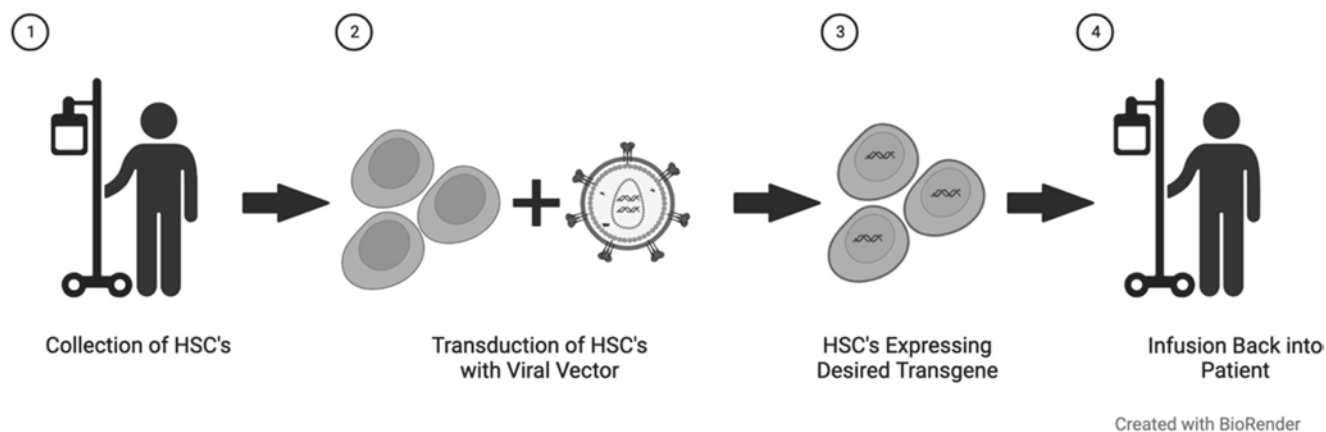 1
2
3
4
Collection of HSC's
Transduction of HSC's
with Viral Vector
HSC's Expressing
Desired Transgene
Infusion Back into
Patient
Created with BioRender